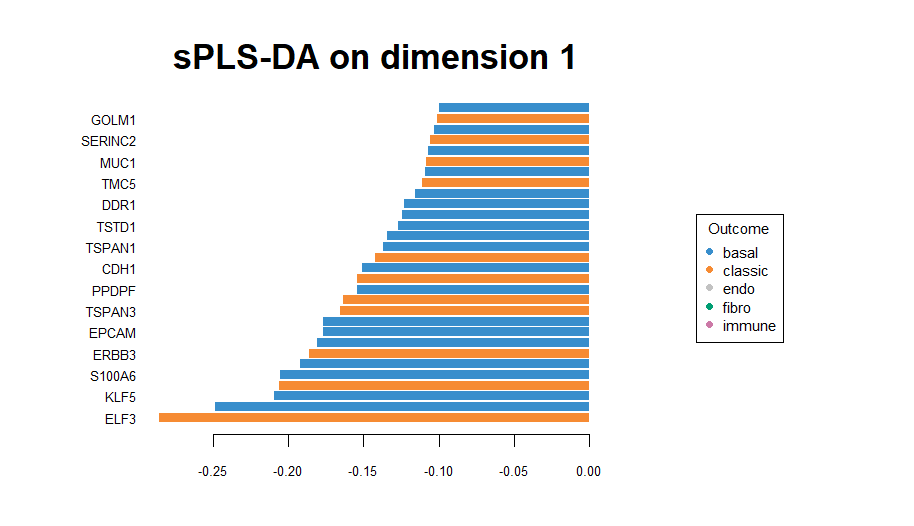 sPLS-DA on dimension 1
GOLM1
SERINC2
MUC1
TMC5
DDR1
TSTD1
TSPAN1
CDH1
PPDPF
TSPAN3
EPCAM
ERBB3
S100A6
KLF5
ELF3
-0.25 -0.20 -0.15 -0.10 -0.05 0.00
Outcome
basal
classic
endo
fibro
immune